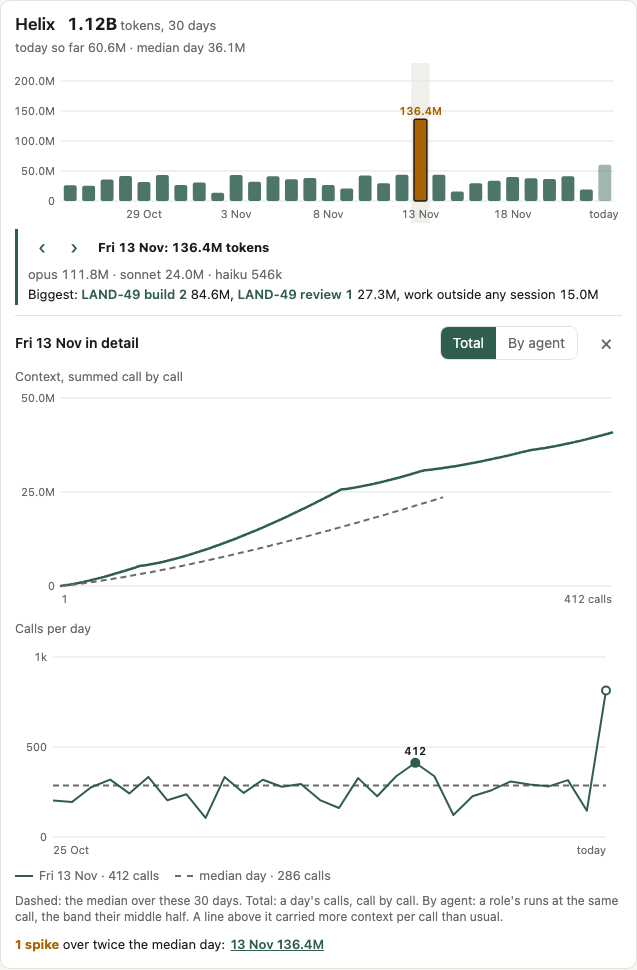 Helix 1.12B tokens, 30 days
today so far 60.6M · median day 36.1M
200.0M
150.0M
136.4M
100.0M
50.0M
0
29 Oct 3 Nov 8 Nov 13 Nov 18 Nov today
‹ › Fri 13 Nov: 136.4M tokens
opus 111.8M · sonnet 24.0M · haiku 546k
Biggest: LAND-49 build 2 84.6M, LAND-49 review 1 27.3M, work outside any session 15.0M
Fri 13 Nov in detail Total By agent ×
Context, summed call by call
50.0M
25.0M
0
1 412 calls
Calls per day
1k
412
500
0
25 Oct today
Fri 13 Nov · 412 calls median day · 286 calls
Dashed: the median over these 30 days. Total: a day's calls, call by call. By agent: a role's runs at the same
call, the band their middle half. A line above it carried more context per call than usual.
1 spike over twice the median day: 13 Nov 136.4M